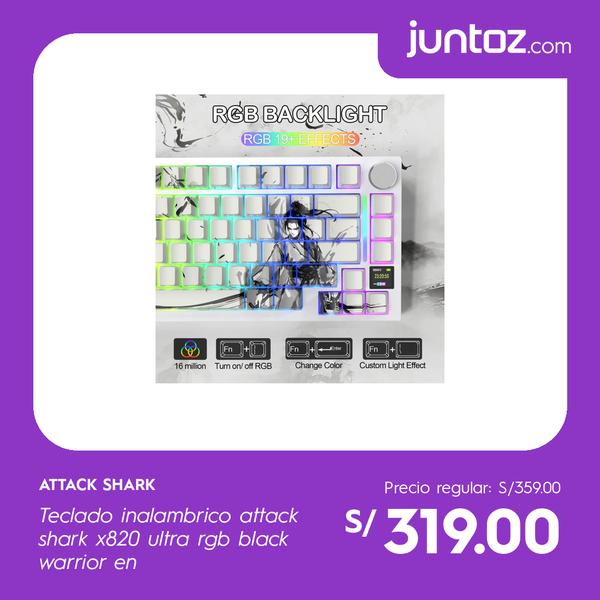 juntoz.com
RGB BACKLIGHT
RGB 19+ EFFECTS
Fn + 
Fn + Enter
Fn + \
16 million
Turn on/ off RGB
Change Color
Custom Light Effect
ATTACK SHARK
Precio regular: S/359.00
Teclado inalambrico attack
shark x820 ultra rgb black
warrior en
S/ 319.00